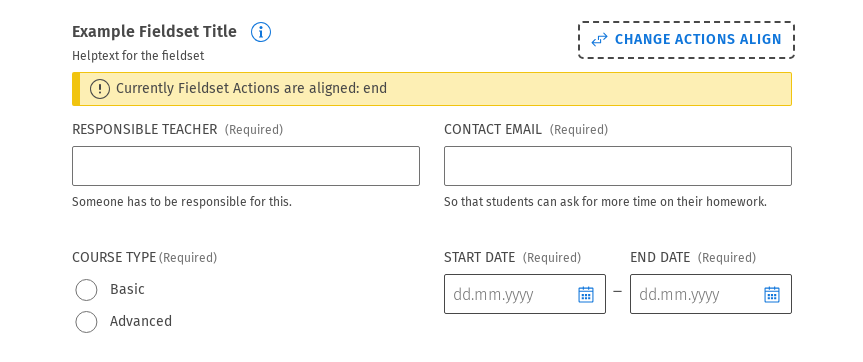 Example Fieldset Title
CHANGE ACTIONS ALIGN
Helptext for the fieldset
Currently Fieldset Actions are aligned: end
RESPONSIBLE TEACHER (Required)
CONTACT EMAIL (Required)
Someone has to be responsible for this.
So that students can ask for more time on their homework.
COURSE TYPE (Required)
START DATE (Required)
END DATE (Required)
Basic
dd.mm.yyyy
–
dd.mm.yyyy
Advanced